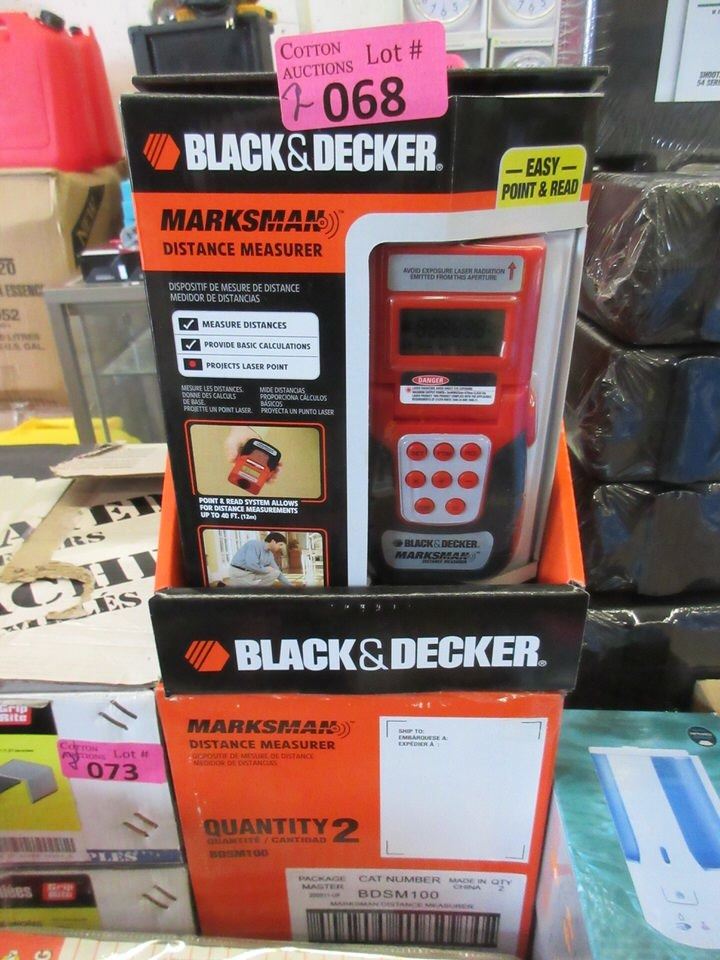 COTTON AUCTIONS Lot #
2 068
BLACK&DECKER®
EASY
POINT & READ
MARKSMAN™
DISTANCE MEASURER
DISPOSITIF DE MESURE DE DISTANCE
MEDIDOR DE DISTANCIAS
MEASURE DISTANCES
PROVIDE BASIC CALCULATIONS
PROJECTS LASER POINT
MESURE LES DISTANCES.
DONNE DES CALCULS
DE BASE.
PROJETTE UN POINT LASER.
MIDE DISTANCIAS
PROPORCIONA CÁLCULOS
BÁSICOS
PROYECTA UN PUNTO LASER
AVOID EXPOSURE LASER RADIATION
EMITTED FROM THIS APERTURE
DANGER
POINT & READ SYSTEM ALLOWS
FOR DISTANCE MEASUREMENTS
UP TO 40 FT. (12m)
BLACK&DECKER
MARKSMAN
DISTANCE MEASURER
BLACK&DECKER®
MARKSMAN™
DISTANCE MEASURER
DISPOSITIF DE MESURE DE DISTANCE
MEDIDOR DE DISTANCIAS
SHIP TO:
EMBÁRQUESE A:
EXPÉDIER À :
QUANTITY 2
QUANTITÉ / CANTIDAD
BDSM100
PACKAGE
MASTER
CAT NUMBER
BDSM100
MADE IN
CHINA
QTY
2
MARKSMAN DISTANCE MEASURER
COTTON AUCTIONS Lot #
2 073
Grip
Rite
PLES
Grip